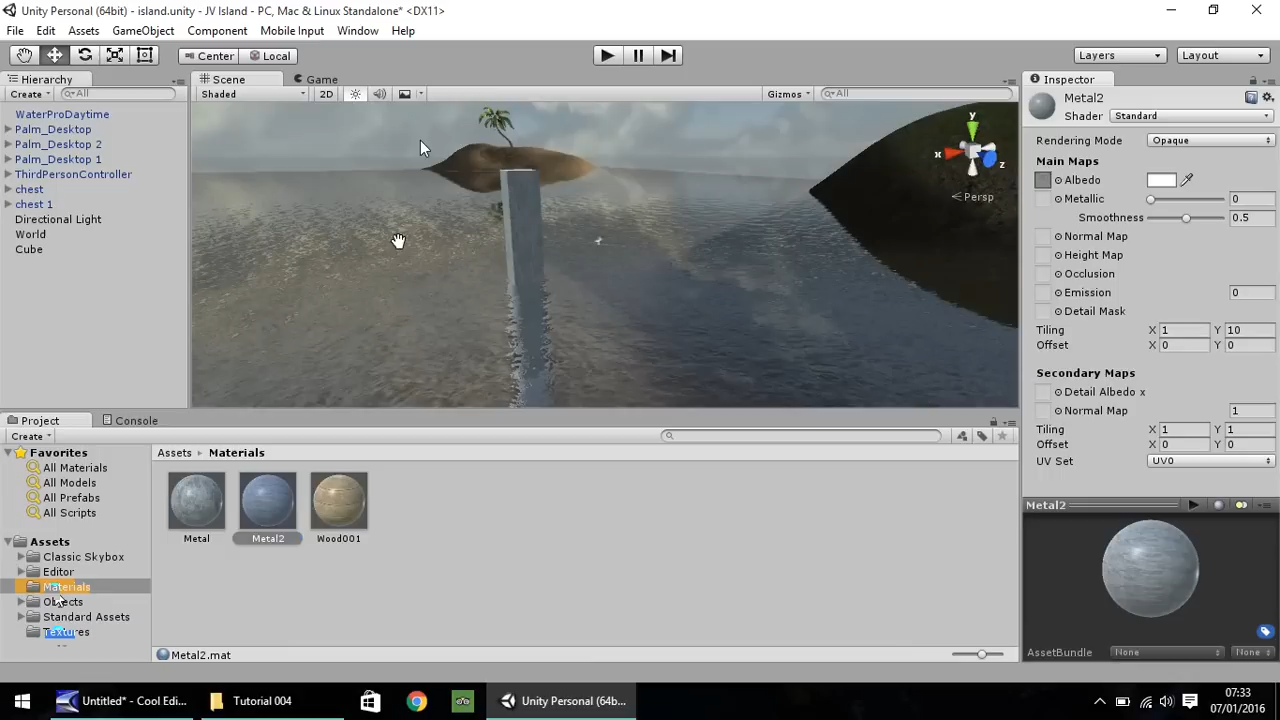 Unity Personal (64bit) - island.unity - JV Island - PC, Mac & Linux Standalone* <DX11>
File Edit Assets GameObject Component Mobile Input Window Help
Center Local Layers Layout
Hierarchy Scene Game Inspector
Create All Shaded 2D Gizmos All
WaterProDaytime
Palm_Desktop
Palm_Desktop 2
Palm_Desktop 1
ThirdPersonController
chest
chest 1
Directional Light
World
Cube
y
x
z
Persp
Metal2
Shader Standard
Rendering Mode Opaque
Main Maps
Albedo
Metallic 0
Smoothness 0.5
Normal Map
Height Map
Occlusion
Emission 0
Detail Mask
Tiling X 1 Y 10
Offset X 0 Y 0
Secondary Maps
Detail Albedo x
Normal Map 1
Tiling X 1 Y 1
Offset X 0 Y 0
UV Set UV0
Metal2
AssetBundle None None
Project Console
Create
Favorites
All Materials
All Models
All Prefabs
All Scripts
Assets
Classic Skybox
Editor
Materials
Objects
Standard Assets
Textures
Assets Materials
Metal Metal2 Wood001
Metal2.mat
Untitled* - Cool Edi... Tutorial 004 Unity Personal (64b...
07:33
07/01/2016